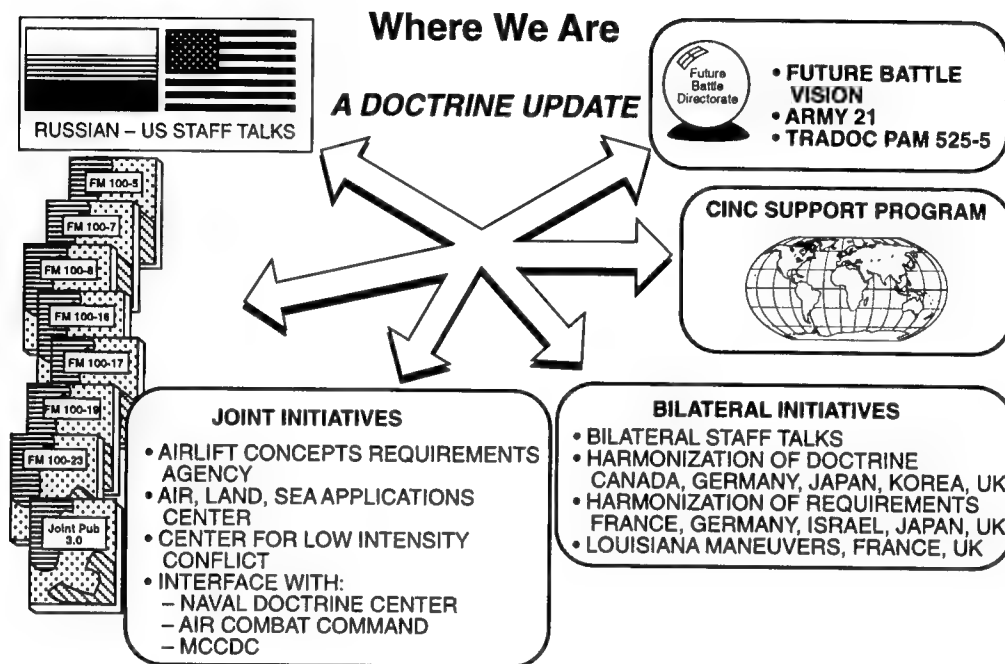 Where We Are
A DOCTRINE UPDATE
RUSSIAN – US STAFF TALKS
Future
Battle
Directorate
• FUTURE BATTLE
VISION
• ARMY 21
• TRADOC PAM 525-5
FM 100-5
FM 100-7
FM 100-8
FM 100-16
FM 100-17
FM 100-19
FM 100-23
Joint Pub
3.0
CINC SUPPORT PROGRAM
JOINT INITIATIVES
• AIRLIFT CONCEPTS REQUIREMENTS
AGENCY
• AIR, LAND, SEA APPLICATIONS
CENTER
• CENTER FOR LOW INTENSITY
CONFLICT
• INTERFACE WITH:
– NAVAL DOCTRINE CENTER
– AIR COMBAT COMMAND
– MCCDC
BILATERAL INITIATIVES
• BILATERAL STAFF TALKS
• HARMONIZATION OF DOCTRINE
CANADA, GERMANY, JAPAN, KOREA, UK
• HARMONIZATION OF REQUIREMENTS
FRANCE, GERMANY, ISRAEL, JAPAN, UK
• LOUISIANA MANEUVERS, FRANCE, UK